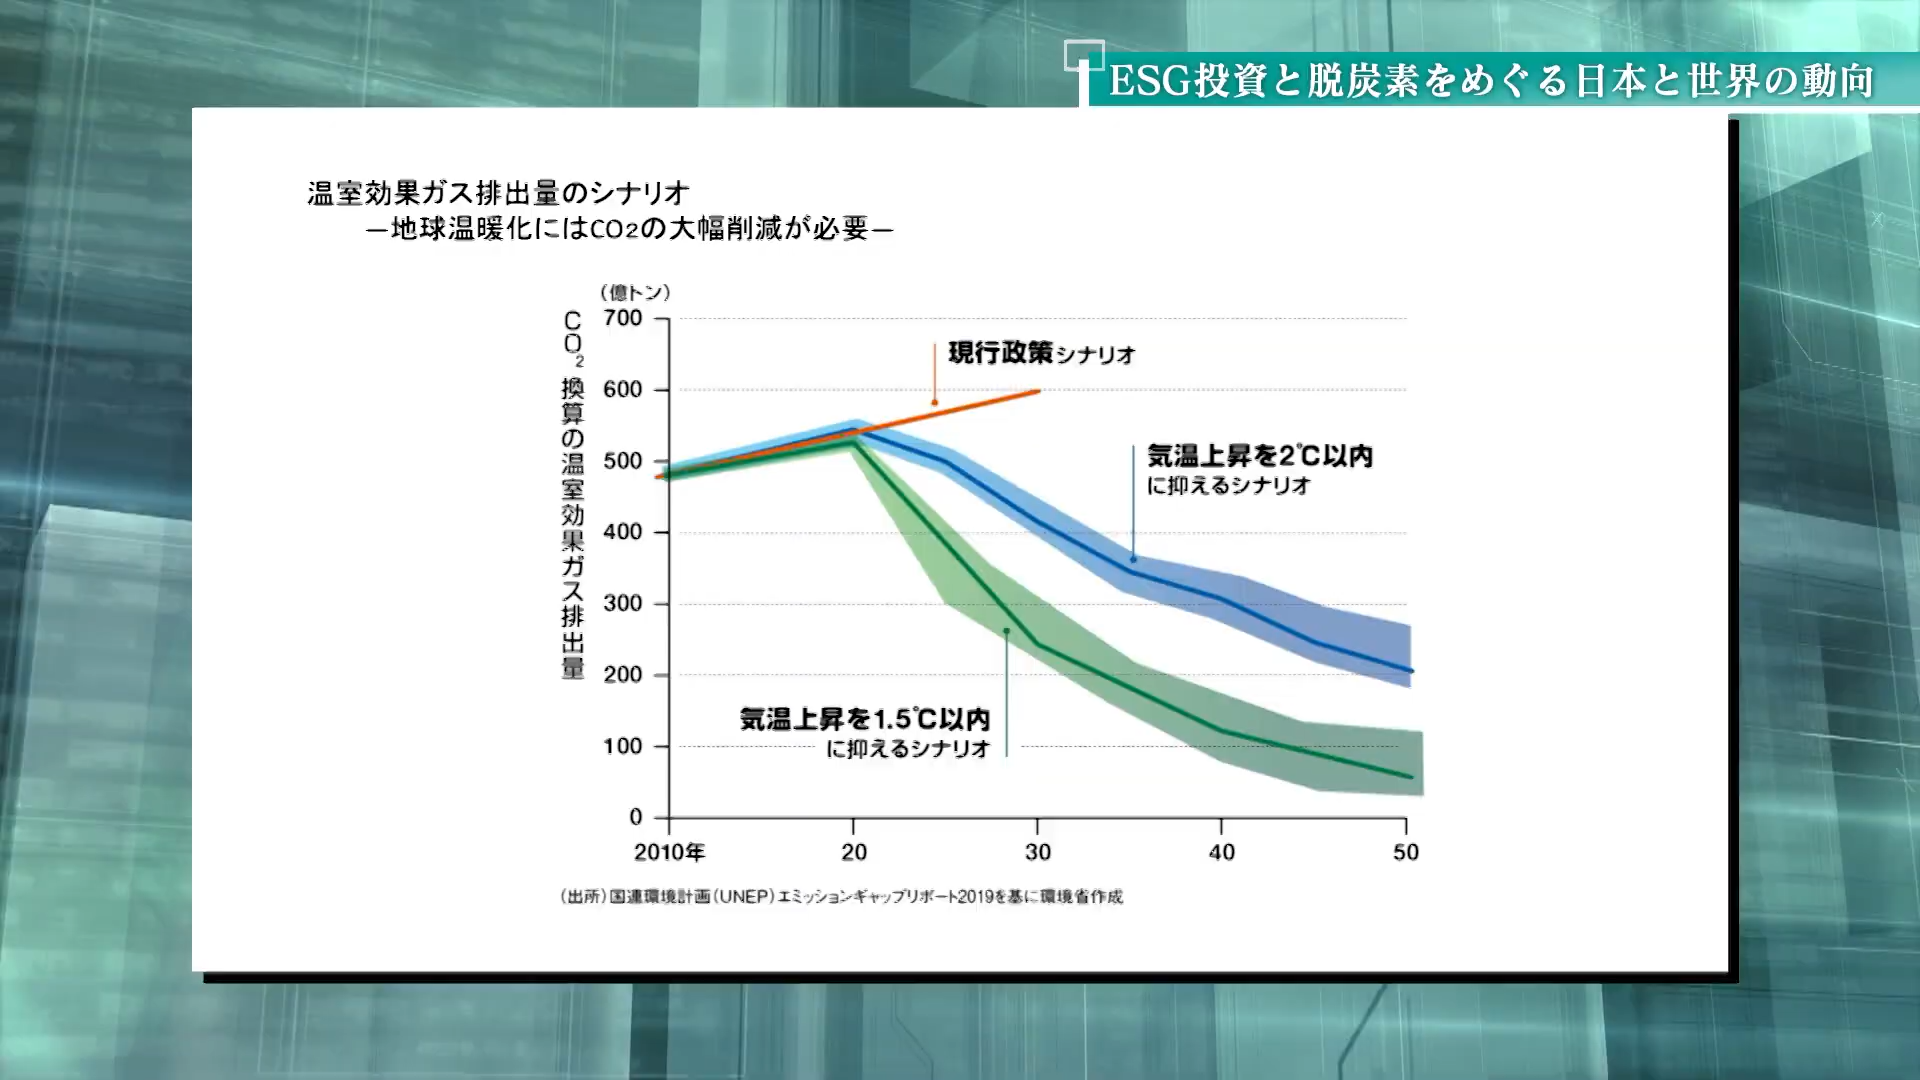 ESG投資と脱炭素をめぐる日本と世界の動向
温室効果ガス排出量のシナリオ
―地球温暖化にはCO2の大幅削減が必要―
（億トン）
CO2換算の温室効果ガス排出量
700
600
500
400
300
200
100
0
現行政策シナリオ
気温上昇を2℃以内
に抑えるシナリオ
気温上昇を1.5℃以内
に抑えるシナリオ
2010年
20
30
40
50
（出所）国連環境計画（UNEP）エミッションギャップリポート2019を基に環境省作成